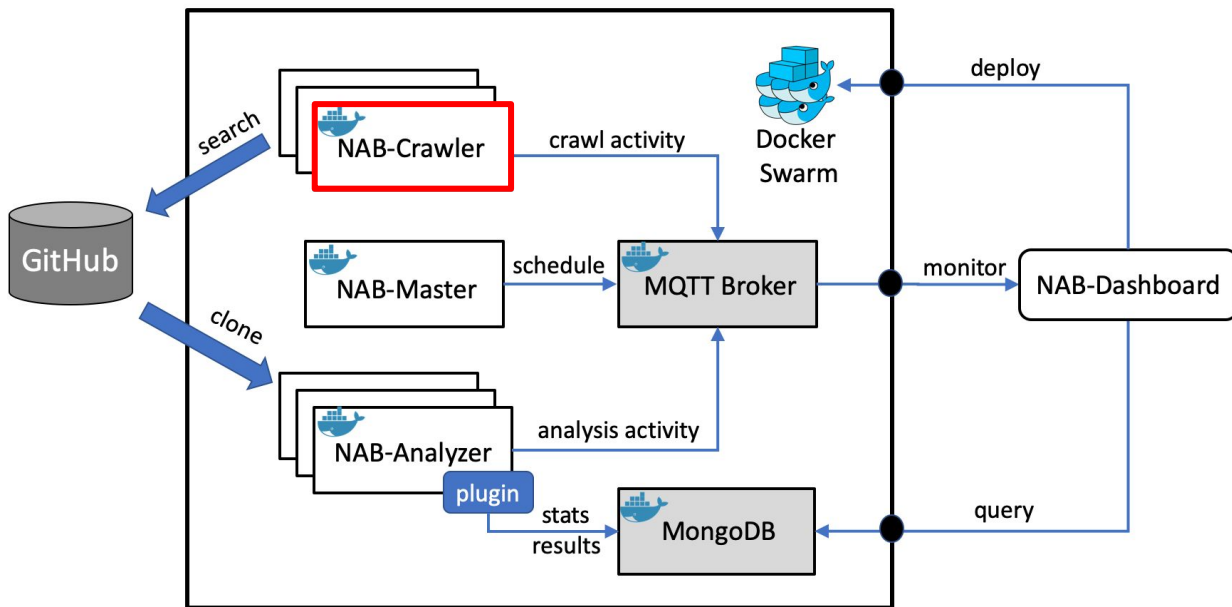 deploy
search
NAB-Crawler
crawl activity
Docker
Swarm
GitHub
NAB-Master
schedule
MQTT Broker
monitor
NAB-Dashboard
clone
NAB-Analyzer
analysis activity
plugin
stats
results
MongoDB
query